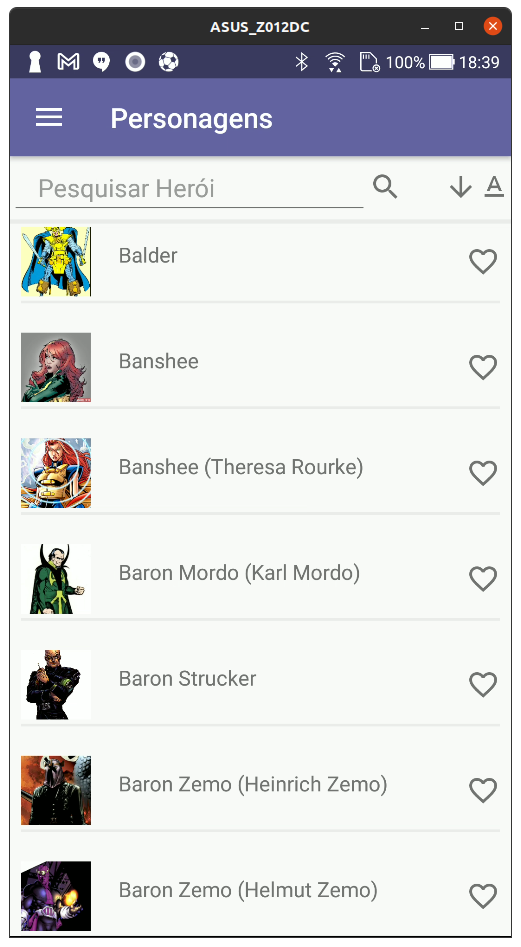 ASUS_Z012DC
100% 18:39
Personagens
Pesquisar Herói
A
Balder
Banshee
Banshee (Theresa Rourke)
Baron Mordo (Karl Mordo)
Baron Strucker
Baron Zemo (Heinrich Zemo)
Baron Zemo (Helmut Zemo)